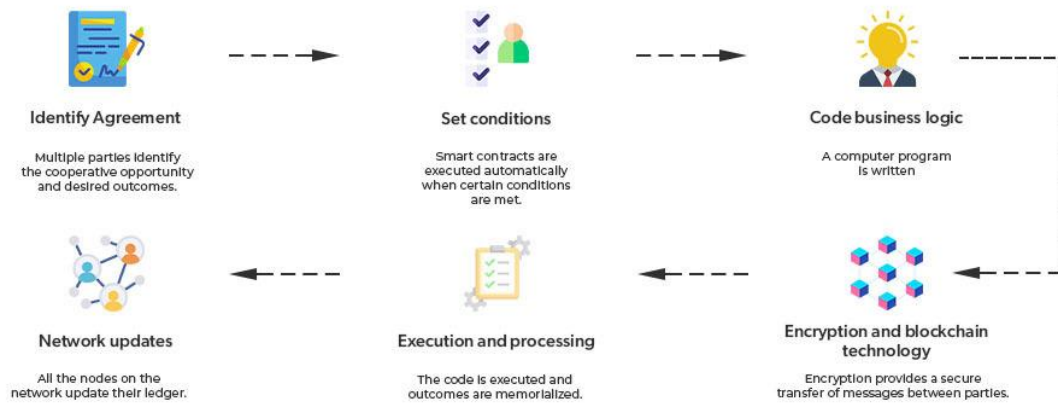 Identify Agreement
Multiple parties identify
the cooperative opportunity
and desired outcomes.
Set conditions
Smart contracts are
executed automatically
when certain conditions
are met.
Code business logic
A computer program
is written
Encryption and blockchain
technology
Encryption provides a secure
transfer of messages between parties.
Execution and processing
The code is executed and
outcomes are memorialized.
Network updates
All the nodes on the
network update their ledger.